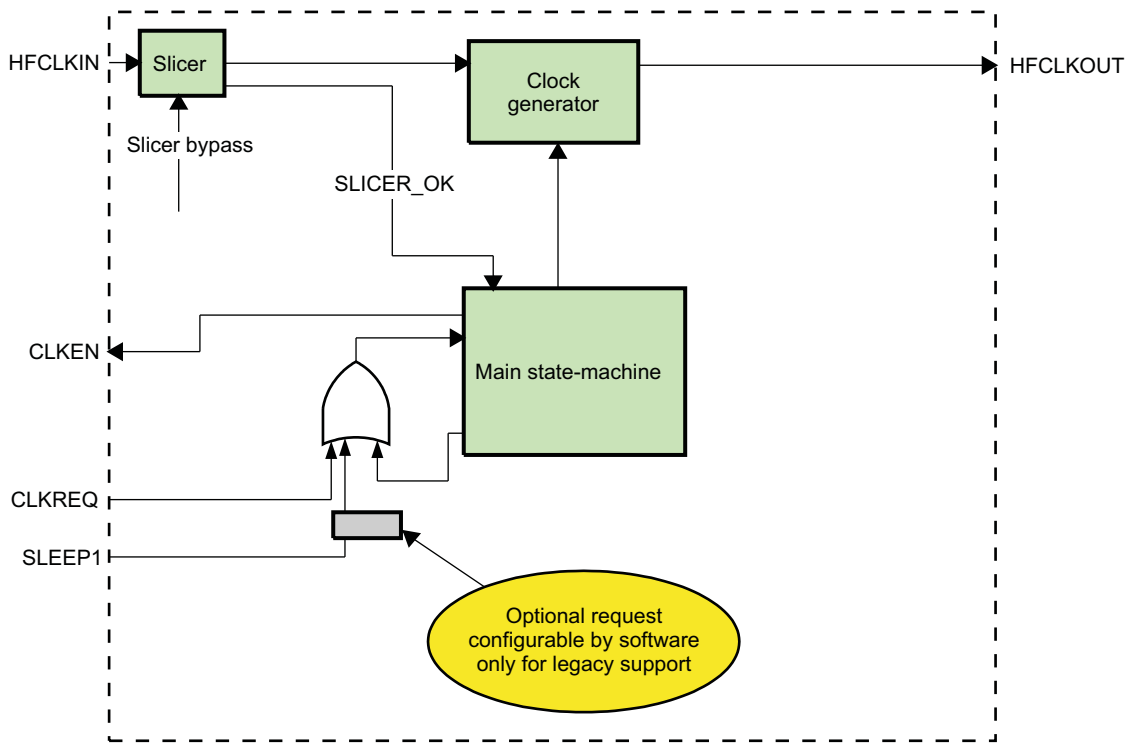 HFCLKIN
Slicer
Clock
generator
HFCLKOUT
Slicer bypass
SLICER_OK
CLKEN
Main state-machine
CLKREQ
SLEEP1
Optional request
configurable by software
only for legacy support